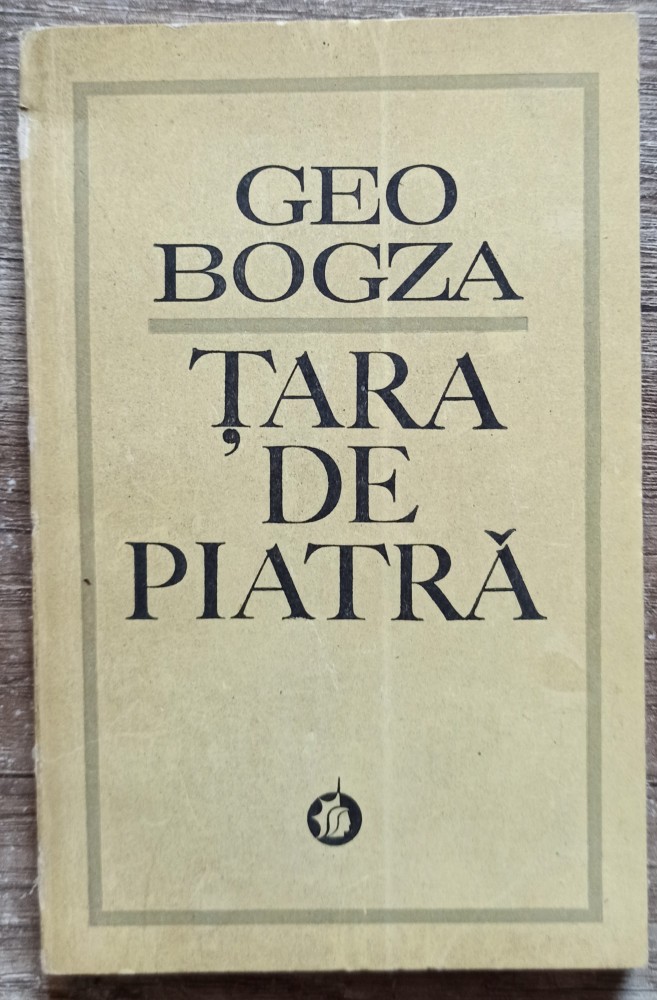 GEO
BOGZA
ȚARA
DE
PIATRĂ